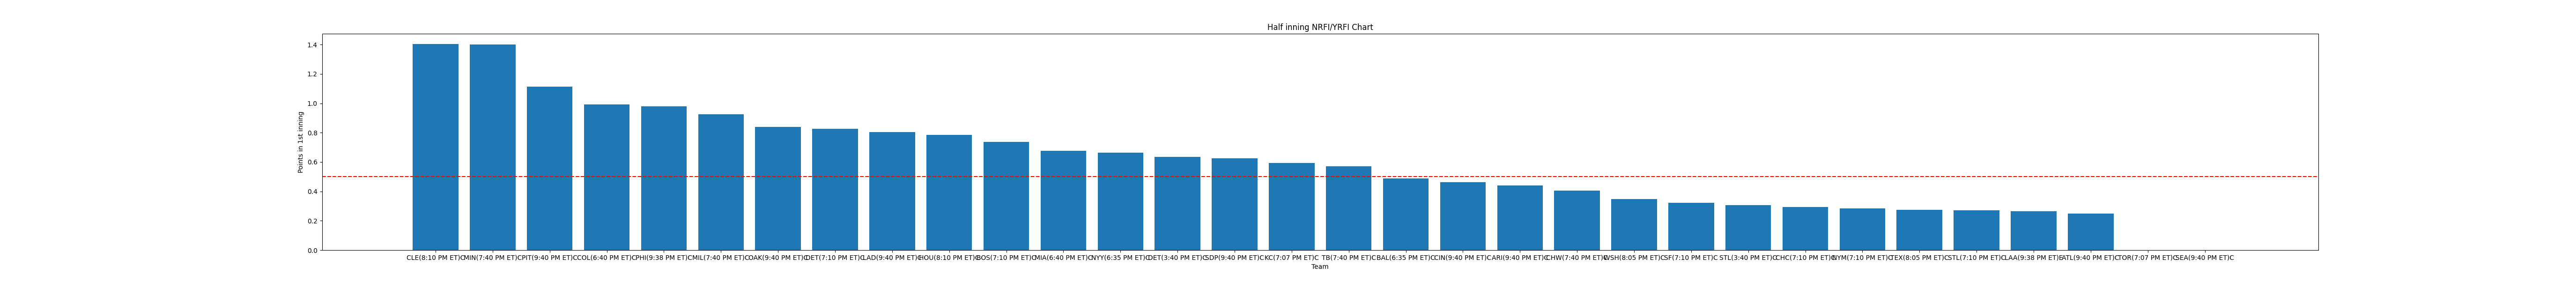 Half inning NRFI/YRFI Chart
1.4
1.2
1.0
0.8
0.6
0.4
0.2
0.0
Points in 1st inning
CLE(8:10 PM ET)C MIN(7:40 PM ET)C PIT(9:40 PM ET)C COL(6:40 PM ET)C PHI(9:38 PM ET)C MIL(7:40 PM ET)C OAK(9:40 PM ET)C DET(7:10 PM ET)C LAD(9:40 PM ET)C HOU(8:10 PM ET)C BOS(7:10 PM ET)C MIA(6:40 PM ET)C NYY(6:35 PM ET)C DET(3:40 PM ET)C SDP(9:40 PM ET)C KC(7:07 PM ET)C TB(7:40 PM ET)C BAL(6:35 PM ET)C CIN(9:40 PM ET)C ARI(9:40 PM ET)C CHW(7:40 PM ET)C WSH(8:05 PM ET)C SF(7:10 PM ET)C STL(3:40 PM ET)C CHC(7:10 PM ET)C NYM(7:10 PM ET)C TEX(8:05 PM ET)C STL(7:10 PM ET)C LAA(9:38 PM ET)C ATL(9:40 PM ET)C TOR(7:07 PM ET)C SEA(9:40 PM ET)C
Team